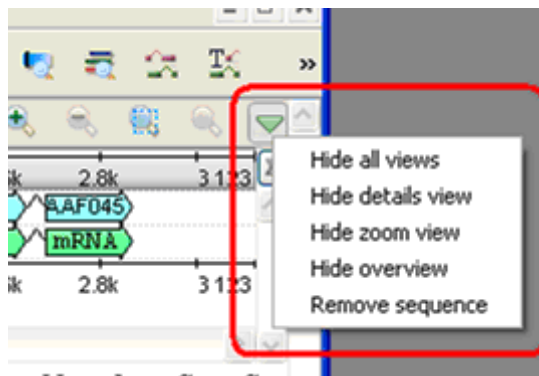 »
Hide all views
Hide details view
Hide zoom view
Hide overview
Remove sequence
2.8k 3 123
AAF045
mRNA
2.8k 3 123